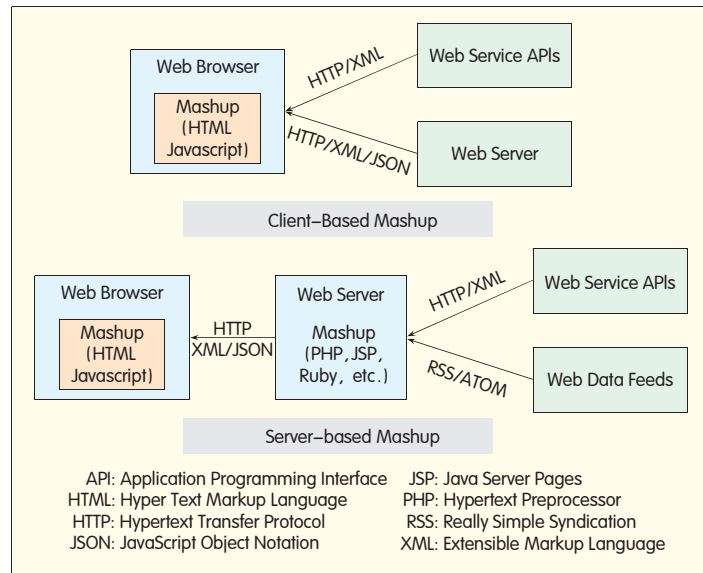 Web Browser
Mashup
(HTML
Javascript)
HTTP/XML
HTTP/XML/JSON
Web Service APIs
Web Server
Client-Based Mashup
Web Browser
Mashup
(HTML
Javascript)
HTTP
XML/JSON
Web Server
Mashup
(PHP, JSP,
Ruby, etc.)
HTTP/XML
RSS/ATOM
Web Service APIs
Web Data Feeds
Server-based Mashup
API: Application Programming Interface
HTML: Hyper Text Markup Language
HTTP: Hypertext Transfer Protocol
JSON: JavaScript Object Notation
JSP: Java Server Pages
PHP: Hypertext Preprocessor
RSS: Really Simple Syndication
XML: Extensible Markup Language